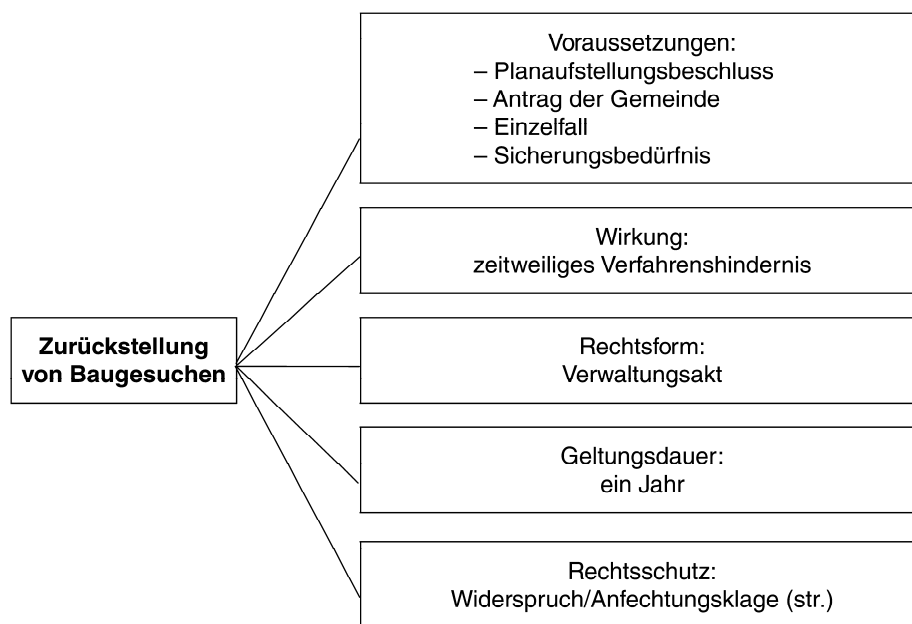 Zurückstellung
von Baugesuchen
Voraussetzungen:
– Planaufstellungsbeschluss
– Antrag der Gemeinde
– Einzelfall
– Sicherungsbedürfnis
Wirkung:
zeitweiliges Verfahrenshindernis
Rechtsform:
Verwaltungsakt
Geltungsdauer:
ein Jahr
Rechtsschutz:
Widerspruch/Anfechtungsklage (str.)